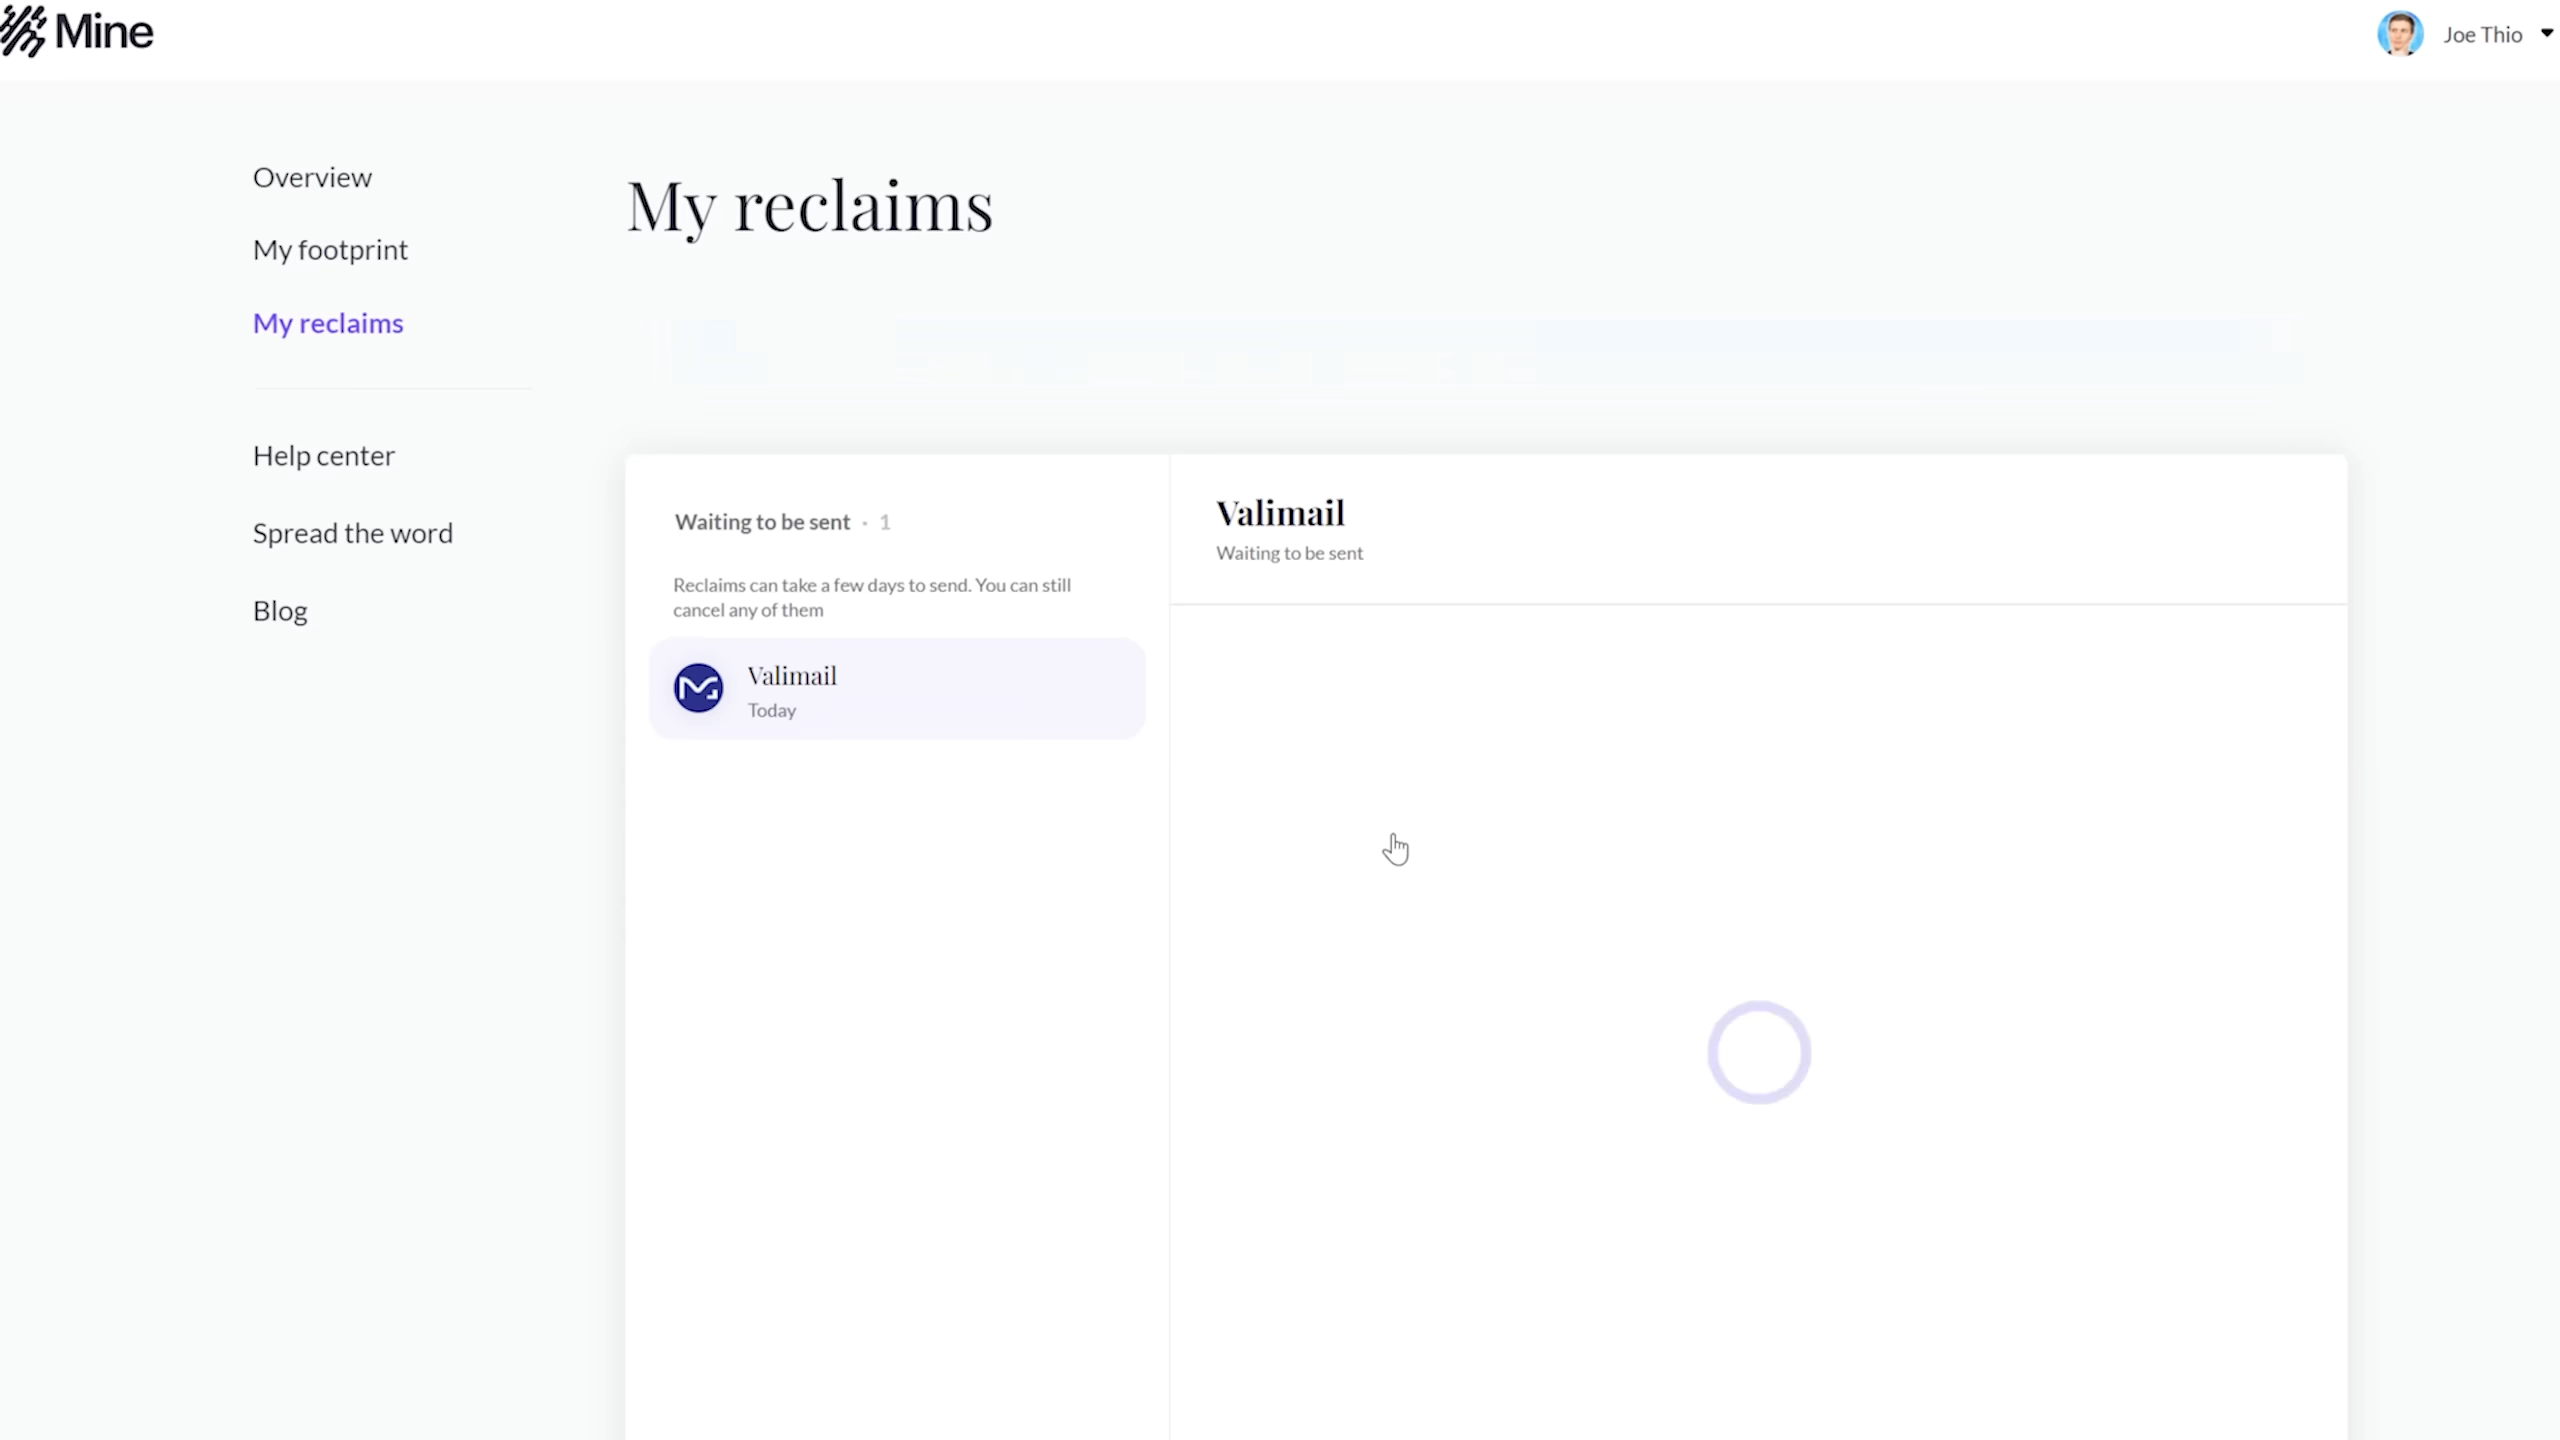 Mine
Joe Thio
Overview
My footprint
My reclaims
Help center
Spread the word
Blog
My reclaims
Waiting to be sent · 1
Reclaims can take a few days to send. You can still
cancel any of them
Valimail
Today
Valimail
Waiting to be sent